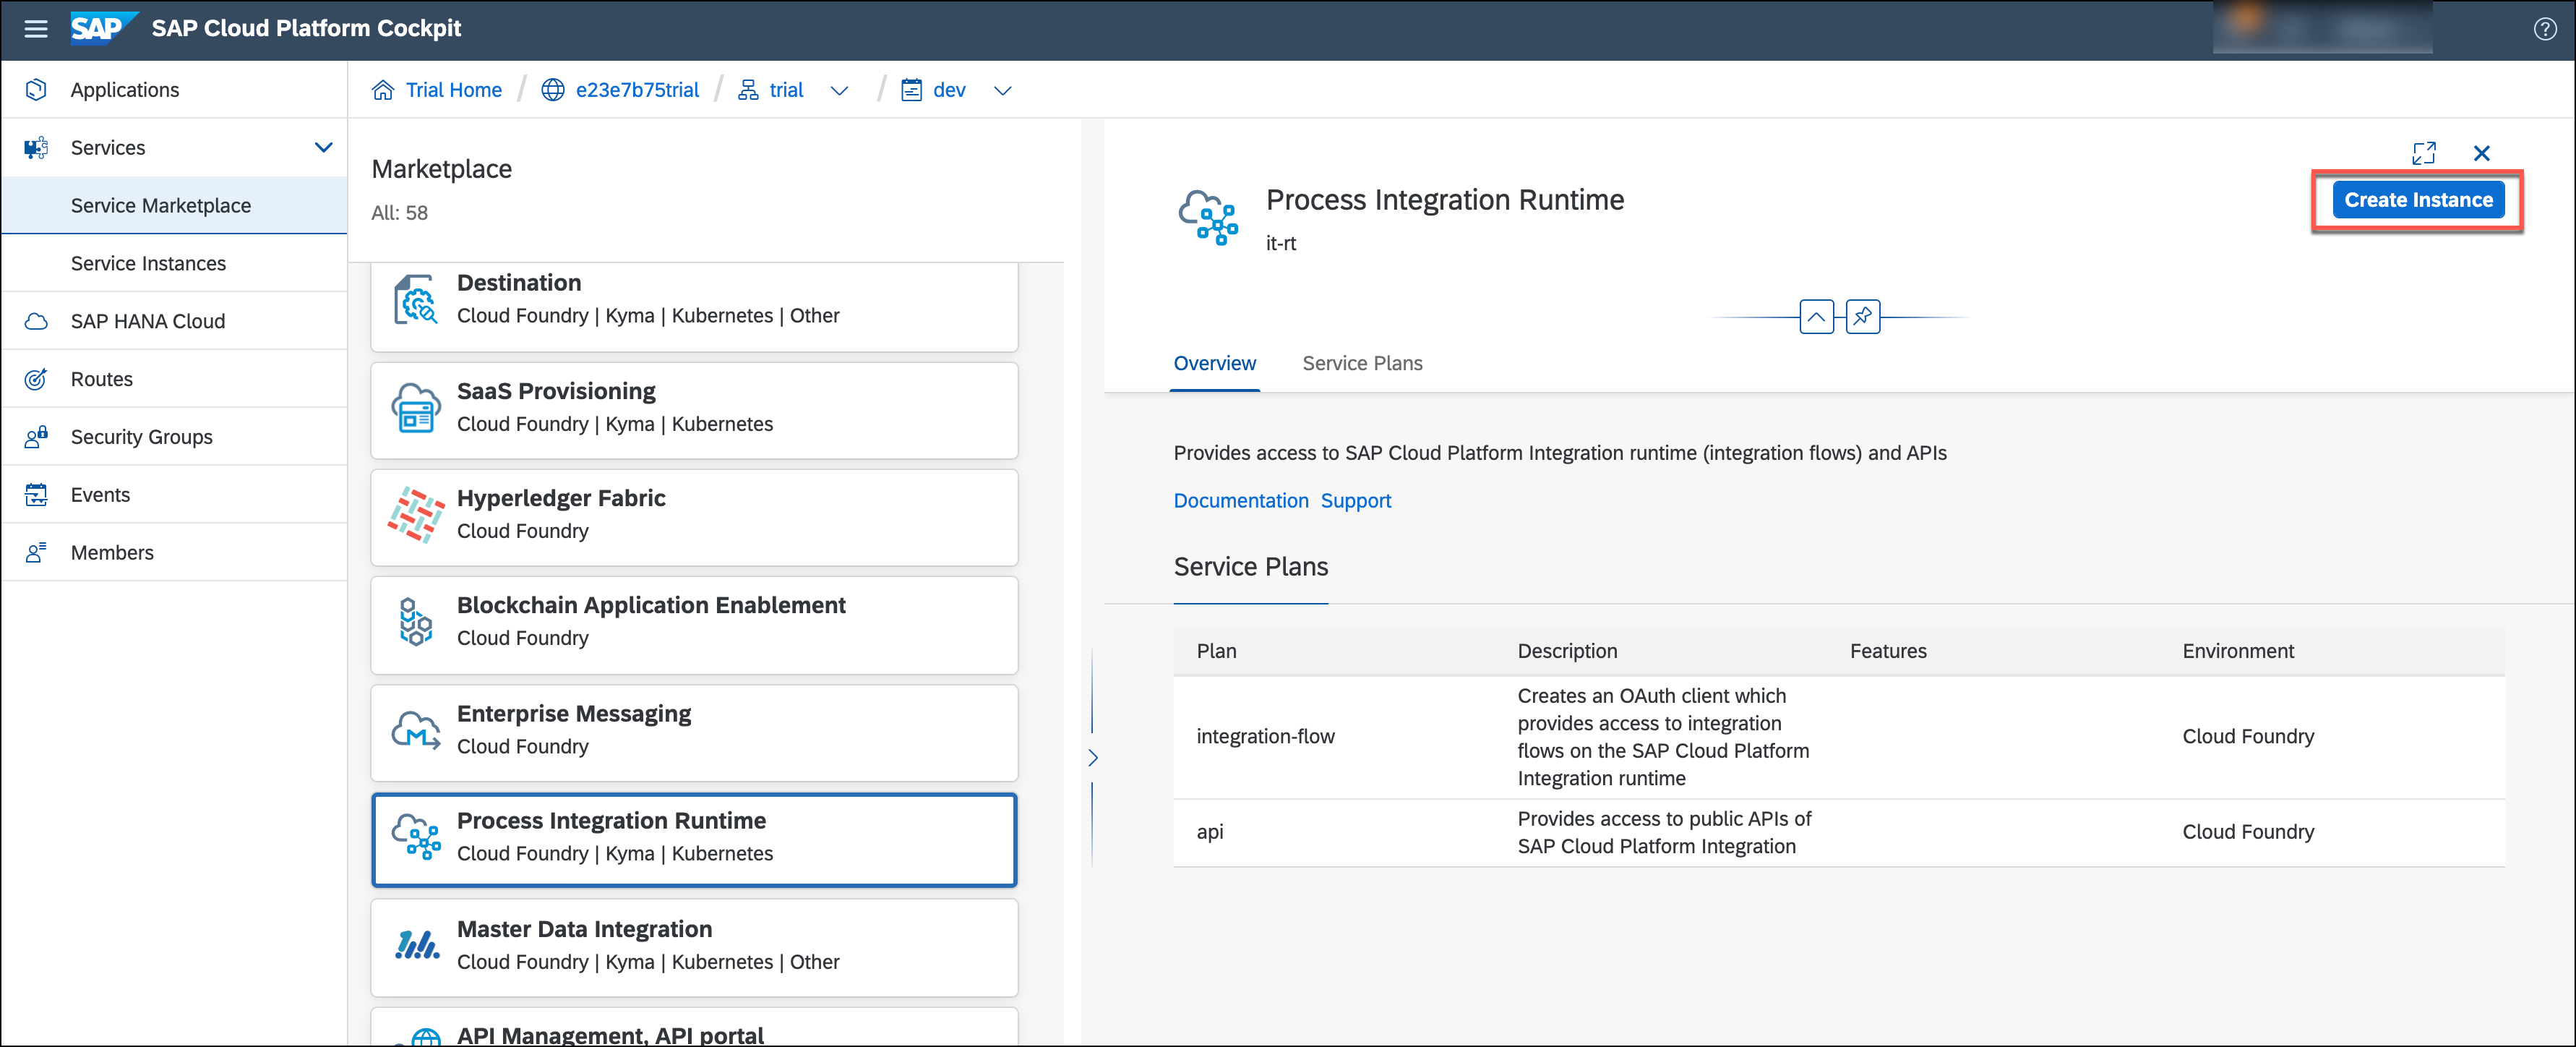 SAP SAP Cloud Platform Cockpit
Applications
Services
Service Marketplace
Service Instances
SAP HANA Cloud
Routes
Security Groups
Events
Members
Trial Home / e23e7b75trial / trial / dev
Marketplace
All: 58
Destination
Cloud Foundry | Kyma | Kubernetes | Other
SaaS Provisioning
Cloud Foundry | Kyma | Kubernetes
Hyperledger Fabric
Cloud Foundry
Blockchain Application Enablement
Cloud Foundry
Enterprise Messaging
Cloud Foundry
Process Integration Runtime
Cloud Foundry | Kyma | Kubernetes
Master Data Integration
Cloud Foundry | Kyma | Kubernetes | Other
API Management, API portal
Process Integration Runtime
it-rt
Create Instance
Overview Service Plans
Provides access to SAP Cloud Platform Integration runtime (integration flows) and APIs
Documentation Support
Service Plans
Plan Description Features Environment
integration-flow
Creates an OAuth client which
provides access to integration
flows on the SAP Cloud Platform
Integration runtime
Cloud Foundry
api
Provides access to public APIs of
SAP Cloud Platform Integration
Cloud Foundry